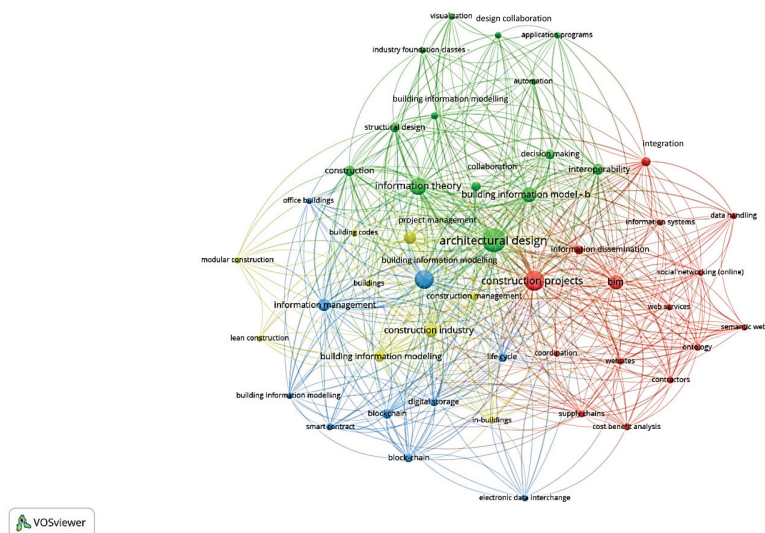 visualization
design collaboration
application programs
industry foundation classes -
automation
building information modelling
structural design
integration
decision making
collaboration
interoperability
construction
information theory
building information model - b
office buildings
project management
data handling
information systems
building codes
architectural design
information dissemination
modular construction
building information modelling
social networking (online)
buildings
construction projects
bim
construction management
information management
web services
semantic web
construction industry
lean construction
ontology
building information modeling
life cycle
coordination
websites
contractors
building information modelling
digital storage
blockchain
supply chains
in-buildings
smart contract
cost benefit analysis
block-chain
electronic data interchange
VOSviewer